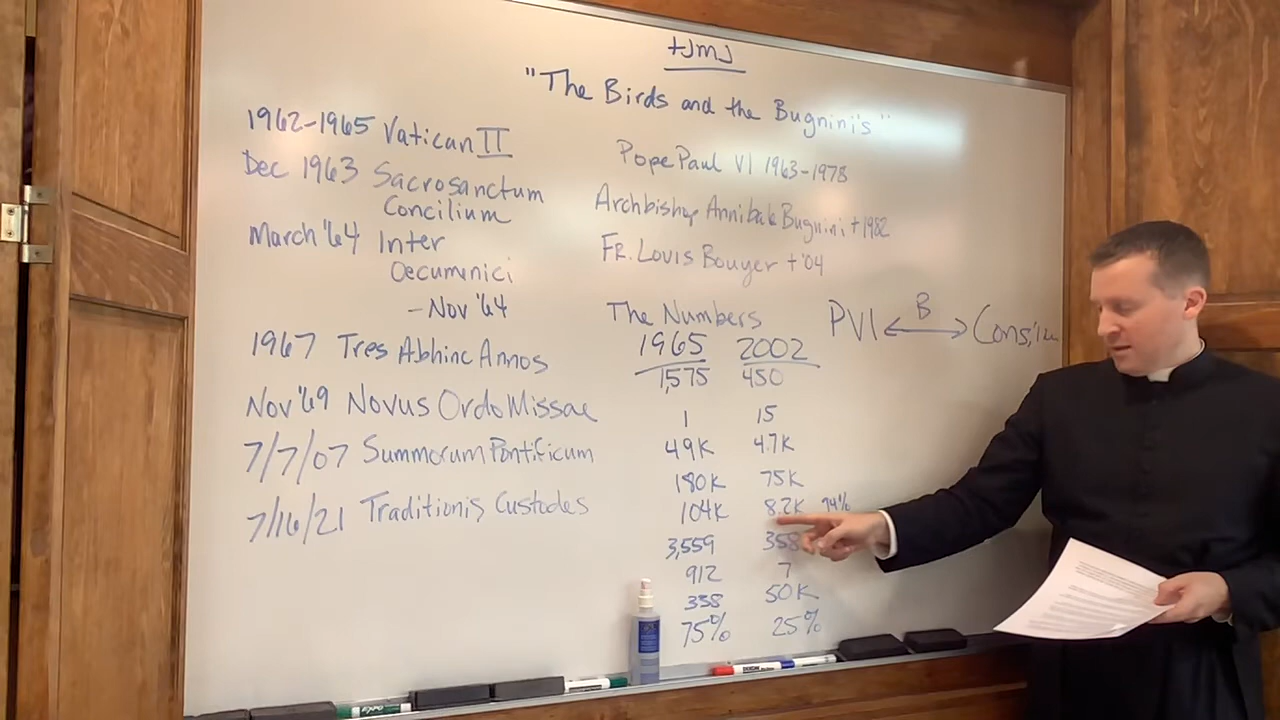 +JMJ
"The Birds and the Bugnini's"
1962-1965 Vatican II
Dec 1963 Sacrosanctum
Concilium
March '64 Inter
Oecumenici
- Nov '64
1967 Tres Abhinc Annos
Nov '69 Novus Ordo Missae
7/7/07 Summorum Pontificum
7/16/21 Traditionis Custodes
Pope Paul VI 1963-1978
Archbishop Annibale Bugnini +1982
Fr. Louis Bouyer +'04
PVI B
The Numbers
1965 2002
1,575 450
1 15
49K 4.7K
180K 75K
104K 8.2K 94%
3,559 358
912 7
338 50K
75% 25%
EXPO